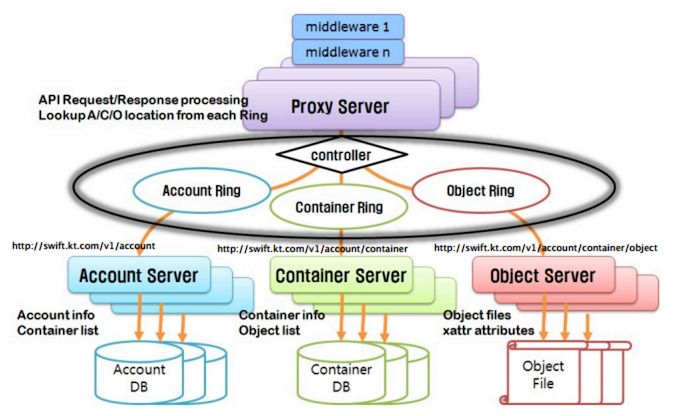 middleware 1
middleware n
API Request/Response processing
Lookup A/C/O location from each Ring
Proxy Server
controller
Account Ring
Container Ring
Object Ring
http://swift.kt.com/v1/account
http://swift.kt.com/v1/account/container
http://swift.kt.com/v1/account/container/object
Account Server
Container Server
Object Server
Account info
Container list
Container info
Object list
Object files
xattr attributes
Account
DB
Container
DB
Object
File